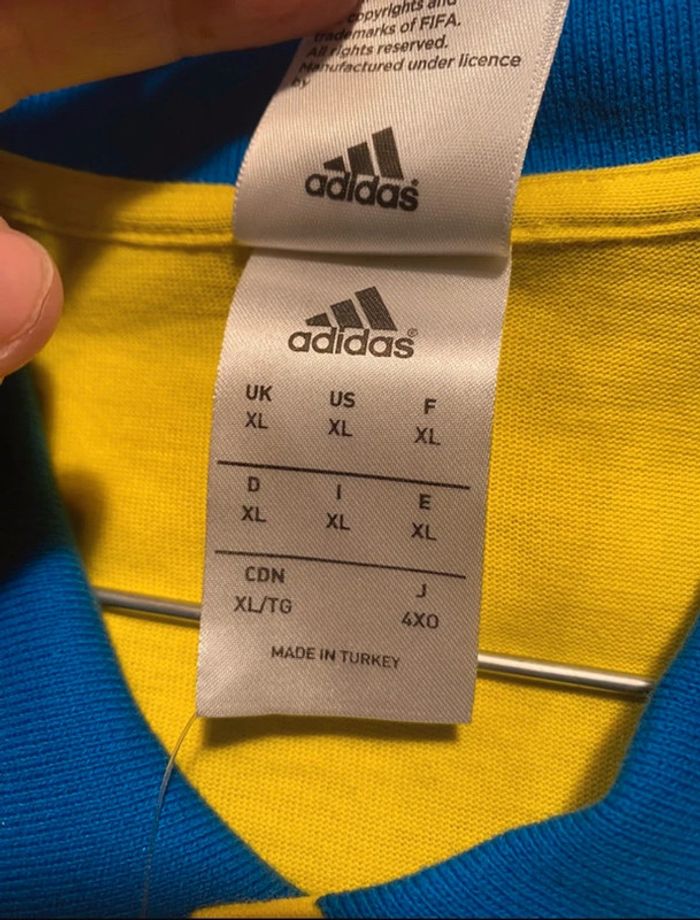 copyrights and
trademarks of FIFA.
All rights reserved.
Manufactured under licence
by
adidas
adidas®
UK US F
XL XL XL
D I E
XL XL XL
CDN J
XL/TG 4XO
MADE IN TURKEY